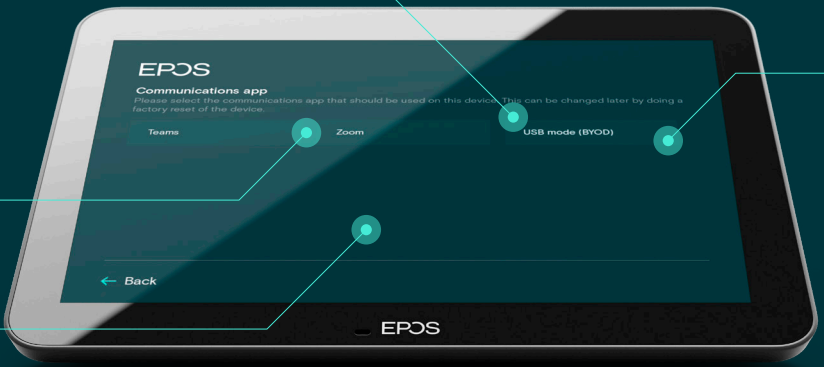 EPOS
Communications app
Please select the communications app that should be used on this device. This can be changed later by doing a
factory reset of the device.
Teams
Zoom
USB mode (BYOD)
← Back
EPOS